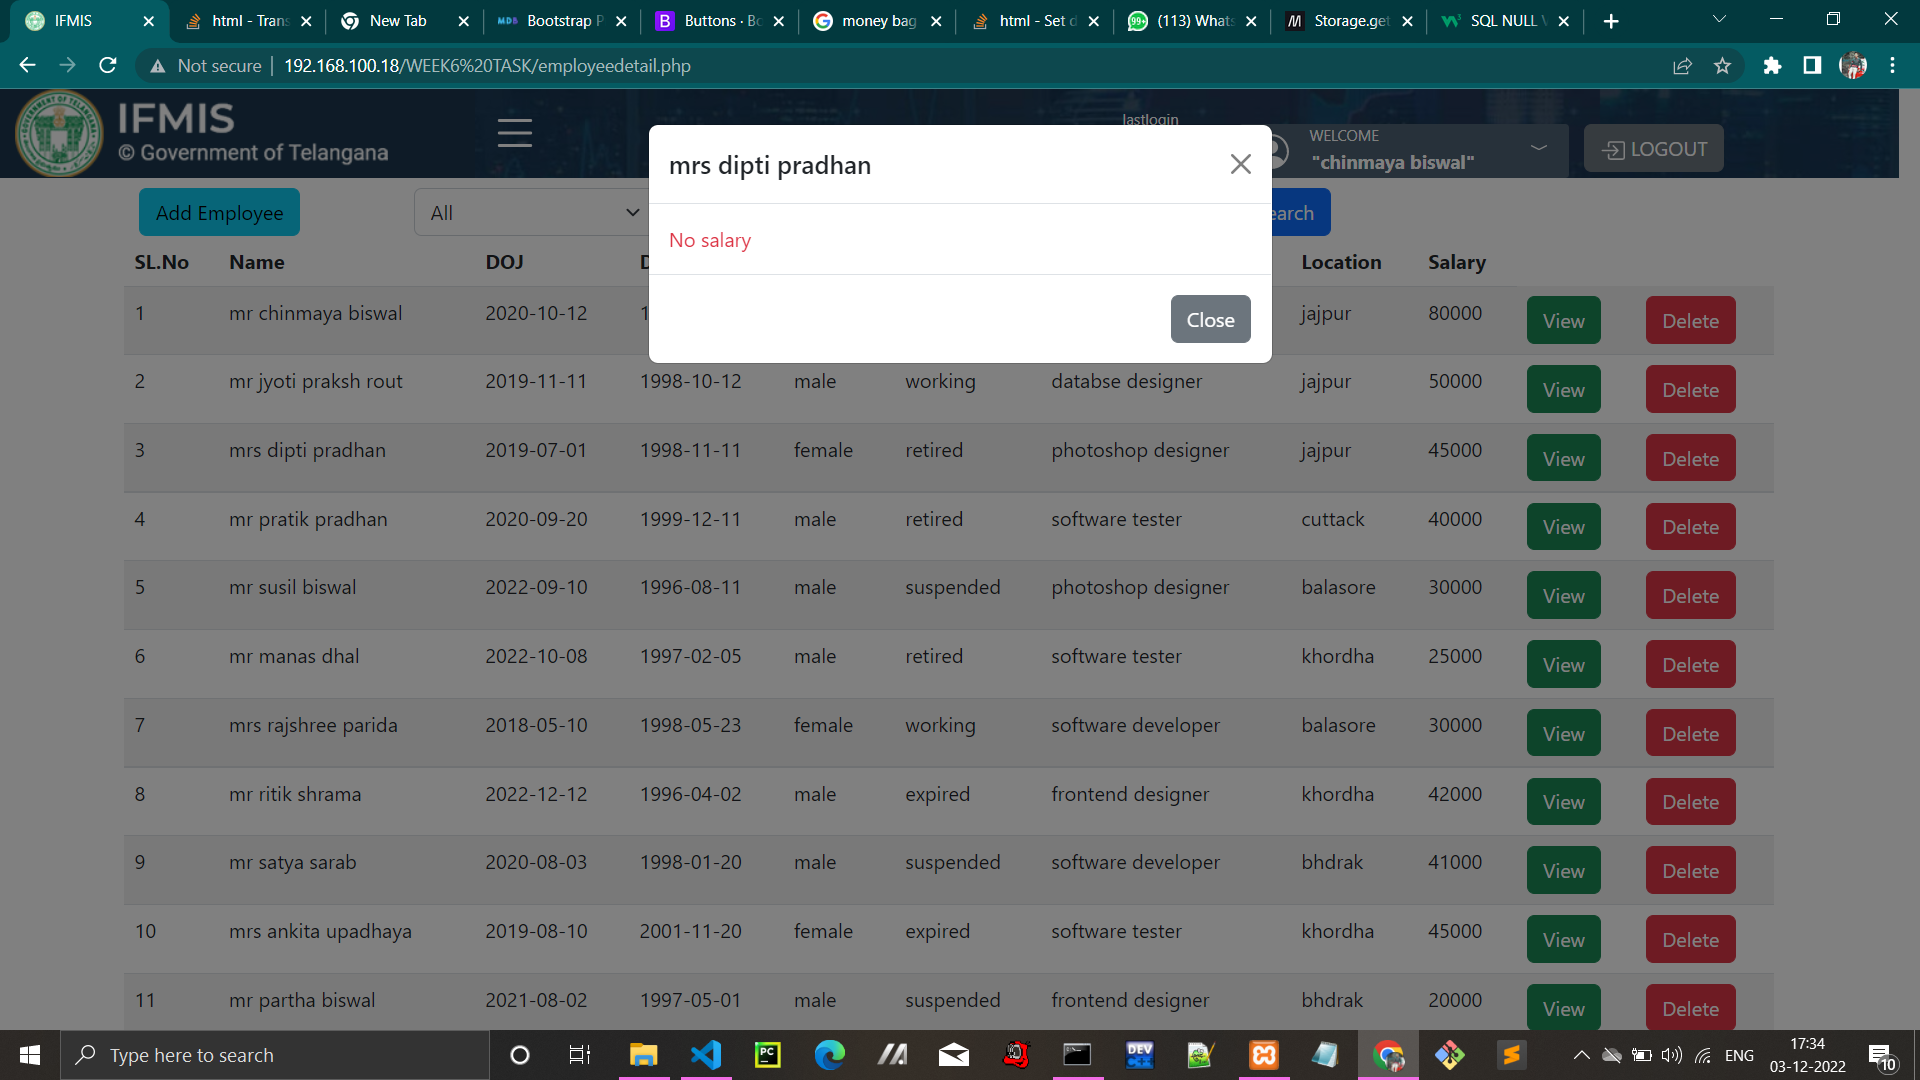 IFMIS
html - Trans
New Tab
Bootstrap P
Buttons · Bo
money bag
html - Set d
(113) Whats
Storage.get
SQL NULL V
Not secure | 192.168.100.18/WEEK6%20TASK/employeedetail.php
IFMIS
© Government of Telangana
lastlogin
WELCOME
"chinmaya biswal"
LOGOUT
mrs dipti pradhan
No salary
Close
Add Employee
All
earch
SL.No Name DOJ D Location Salary
1 mr chinmaya biswal 2020-10-12 1 jajpur 80000 View Delete
2 mr jyoti praksh rout 2019-11-11 1998-10-12 male working databse designer jajpur 50000 View Delete
3 mrs dipti pradhan 2019-07-01 1998-11-11 female retired photoshop designer jajpur 45000 View Delete
4 mr pratik pradhan 2020-09-20 1999-12-11 male retired software tester cuttack 40000 View Delete
5 mr susil biswal 2022-09-10 1996-08-11 male suspended photoshop designer balasore 30000 View Delete
6 mr manas dhal 2022-10-08 1997-02-05 male retired software tester khordha 25000 View Delete
7 mrs rajshree parida 2018-05-10 1998-05-23 female working software developer balasore 30000 View Delete
8 mr ritik shrama 2022-12-12 1996-04-02 male expired frontend designer khordha 42000 View Delete
9 mr satya sarab 2020-08-03 1998-01-20 male suspended software developer bhdrak 41000 View Delete
10 mrs ankita upadhaya 2019-08-10 2001-11-20 female expired software tester khordha 45000 View Delete
11 mr partha biswal 2021-08-02 1997-05-01 male suspended frontend designer bhdrak 20000 View Delete
Type here to search
ENG
17:34
03-12-2022
10